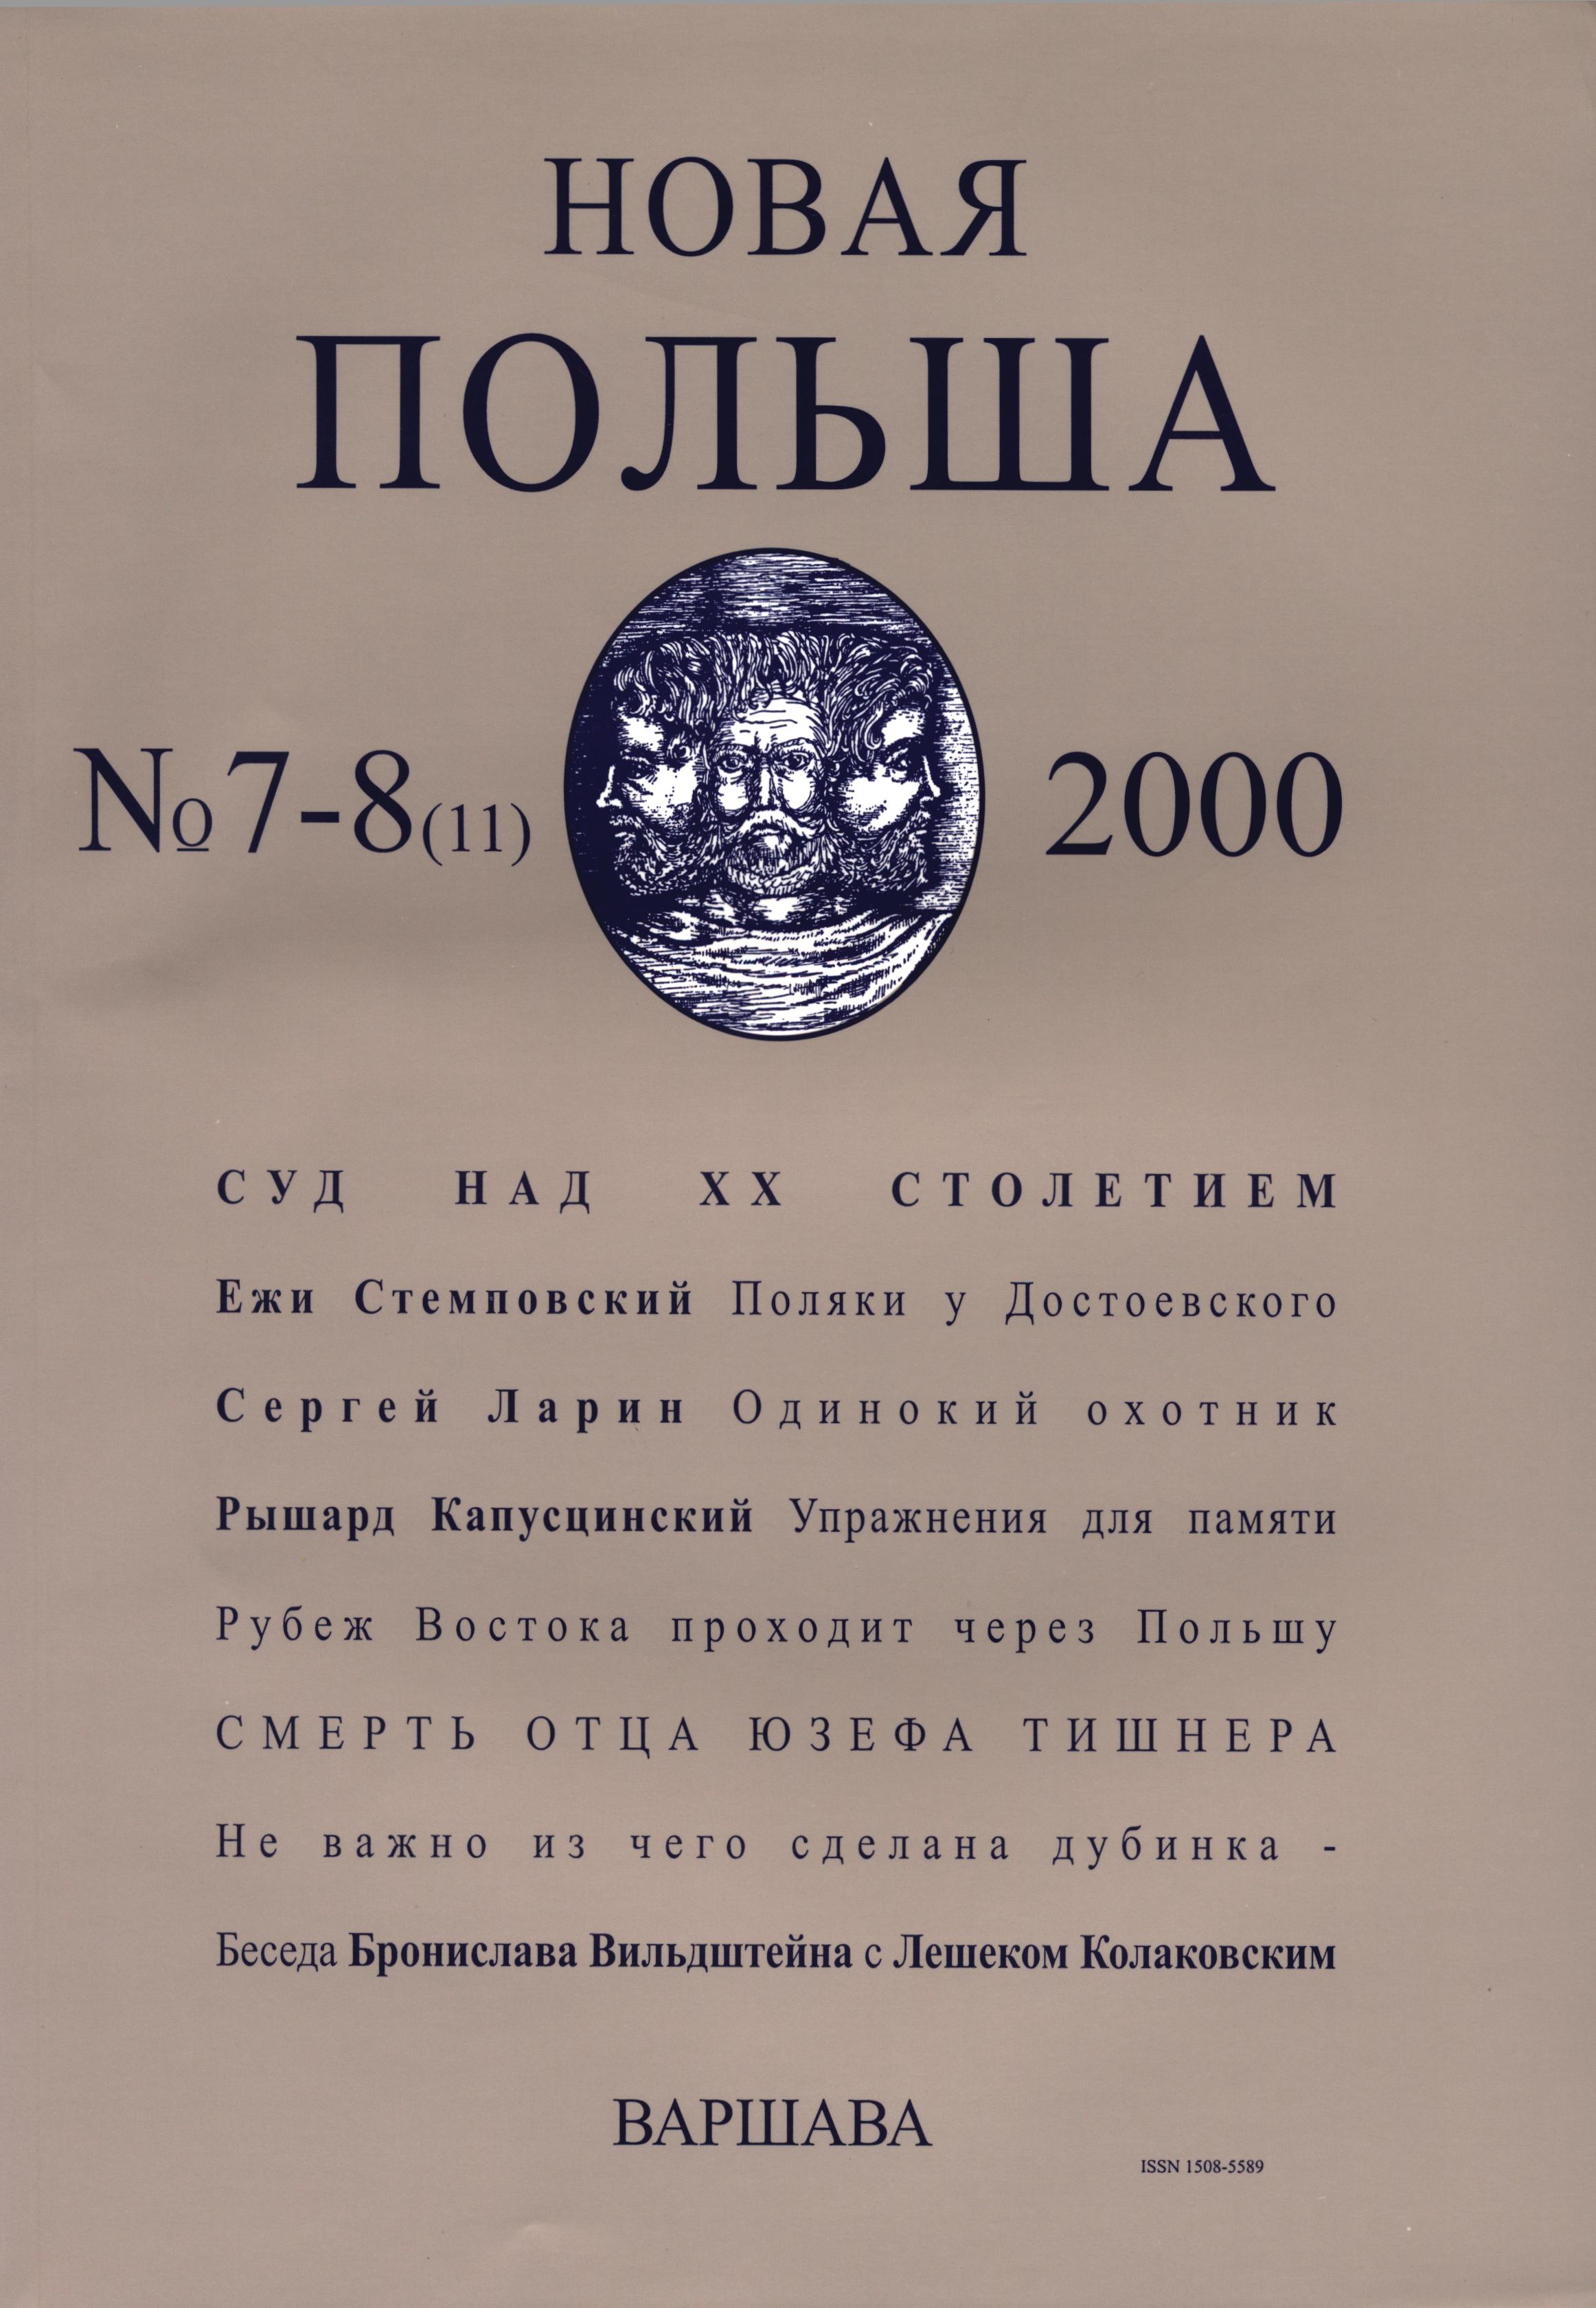 НОВАЯ
ПОЛЬША
№ 7-8(11) 2000
СУД НАД XX СТОЛЕТИЕМ
Ежи Стемповский Поляки у Достоевского
Сергей Ларин Одинокий охотник
Рышард Капусцинский Упражнения для памяти
Рубеж Востока проходит через Польшу
СМЕРТЬ ОТЦА ЮЗЕФА ТИШНЕРА
Не важно из чего сделана дубинка -
Беседа Бронислава Вильдштейна с Лешеком Колаковским
ВАРШАВА
ISSN 1508-5589